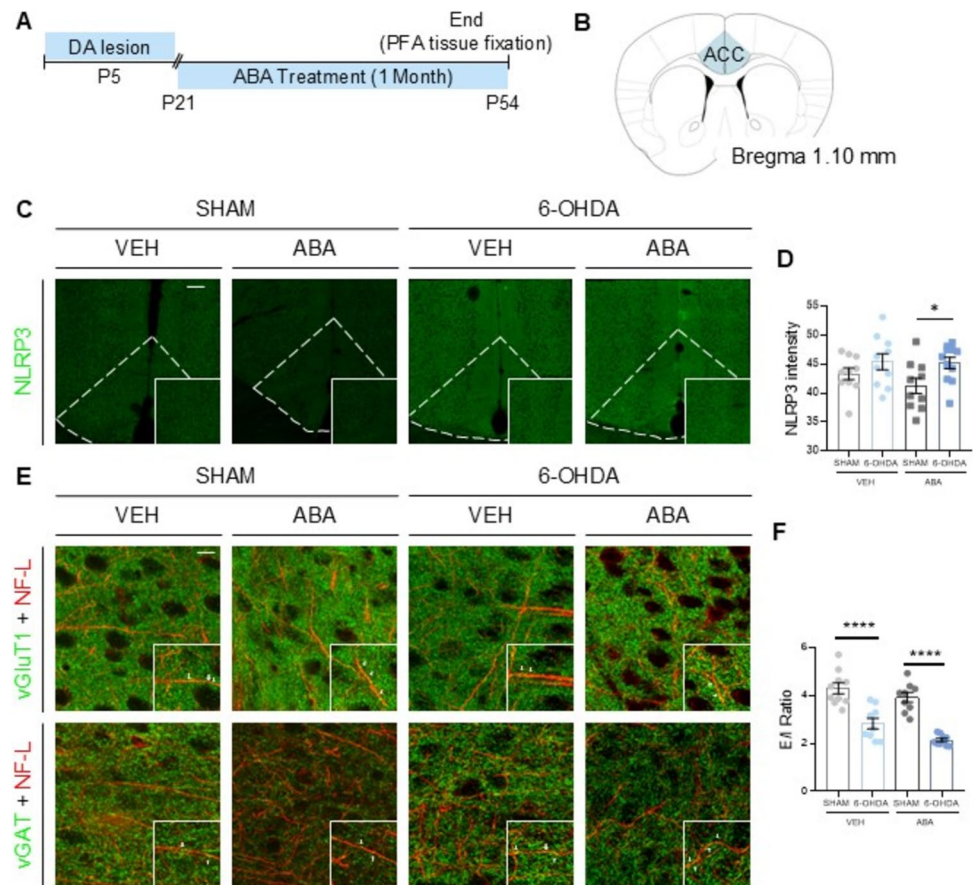 A
DA lesion
P5
P21
ABA Treatment (1 Month)
End
(PFA tissue fixation)
P54
B
ACC
Bregma 1.10 mm
C
SHAM
6-OHDA
VEH
ABA
VEH
ABA
NLRP3
D
NLRP3 intensity
55
50
45
40
35
30
*
SHAM 6-OHDA SHAM 6-OHDA
VEH
ABA
E
SHAM
6-OHDA
VEH
ABA
VEH
ABA
vGluT1 + NF-L
vGAT + NF-L
F
E/I Ratio
6
4
2
0
****
****
SHAM 6-OHDA SHAM 6-OHDA
VEH
ABA